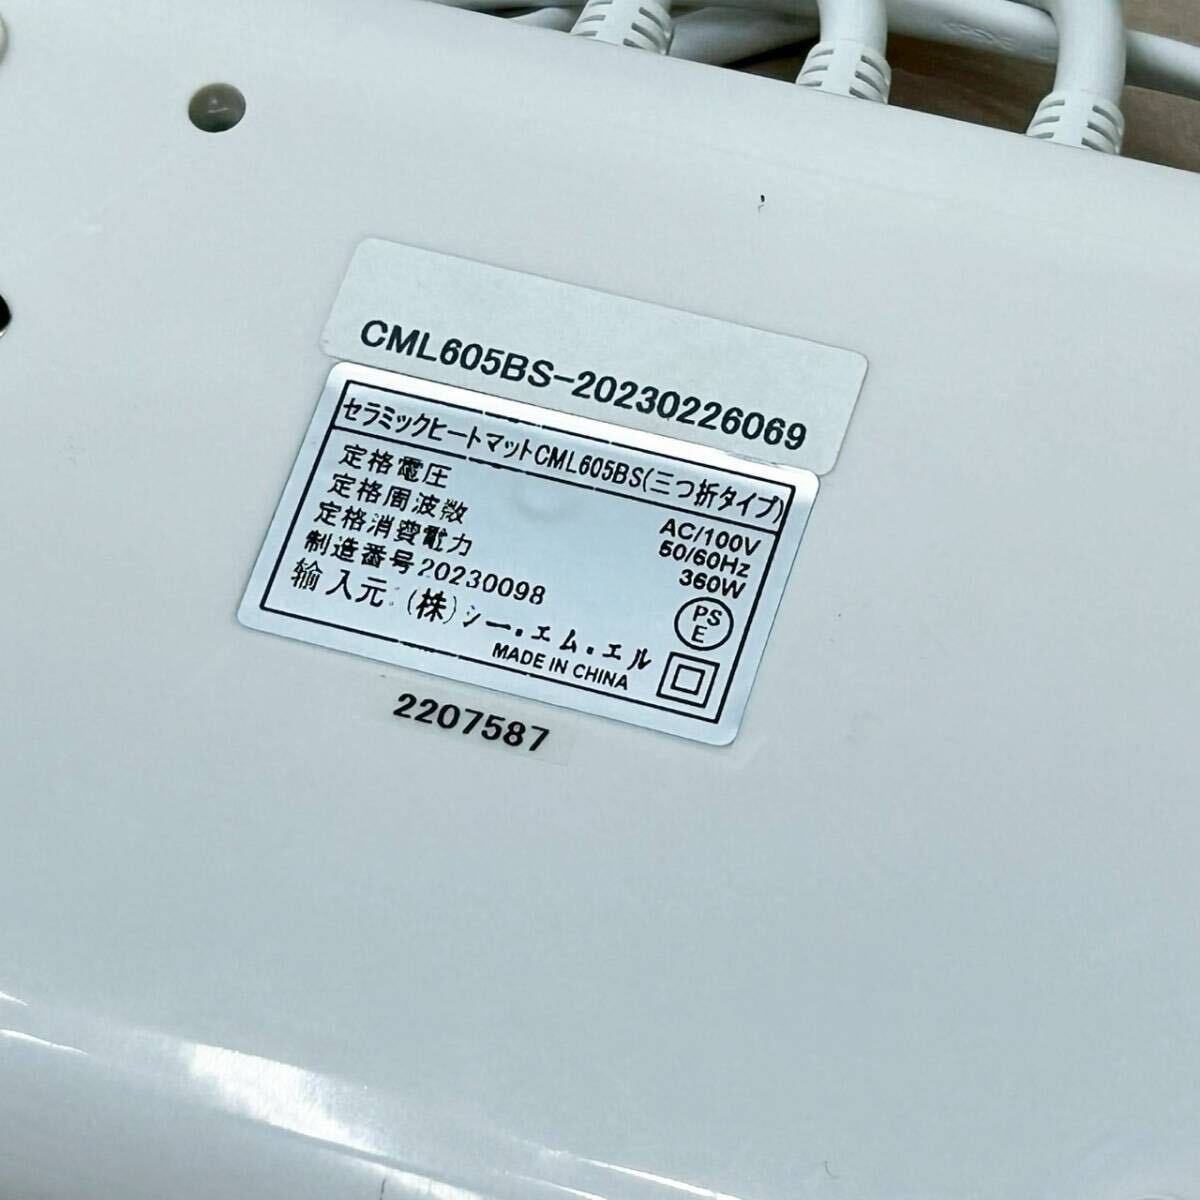 CML605BS-20230226069
セラミックヒートマットCML605BS(三つ折タイプ)
定格電圧 AC/100V
定格周波数 50/60Hz
定格消費電力 360W
制造番号20230098
輸入元:(株)シー.エム.エル
PS
E
MADE IN CHINA
2207587